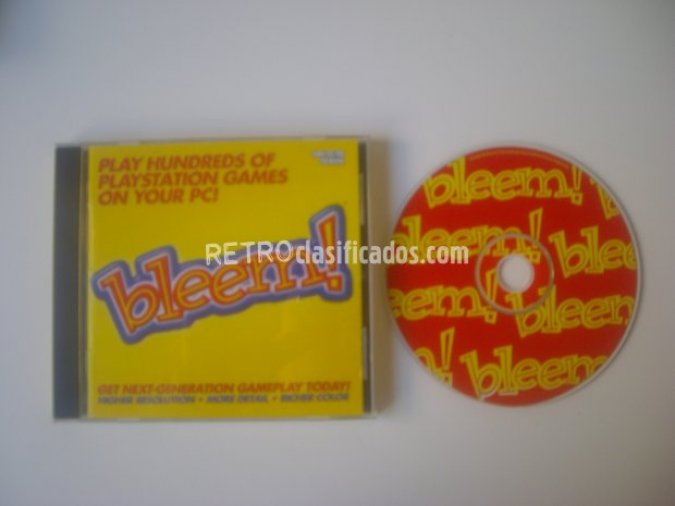 PLAY HUNDREDS OF
PLAYSTATION GAMES
ON YOUR PC!
bleem!
GET NEXT-GENERATION GAMEPLAY TODAY!
HIGHER RESOLUTION • MORE DETAIL • RICHER COLOR
bleem!
bleem!
bleem!
bleem!
bleem!
RETROclasificados.com